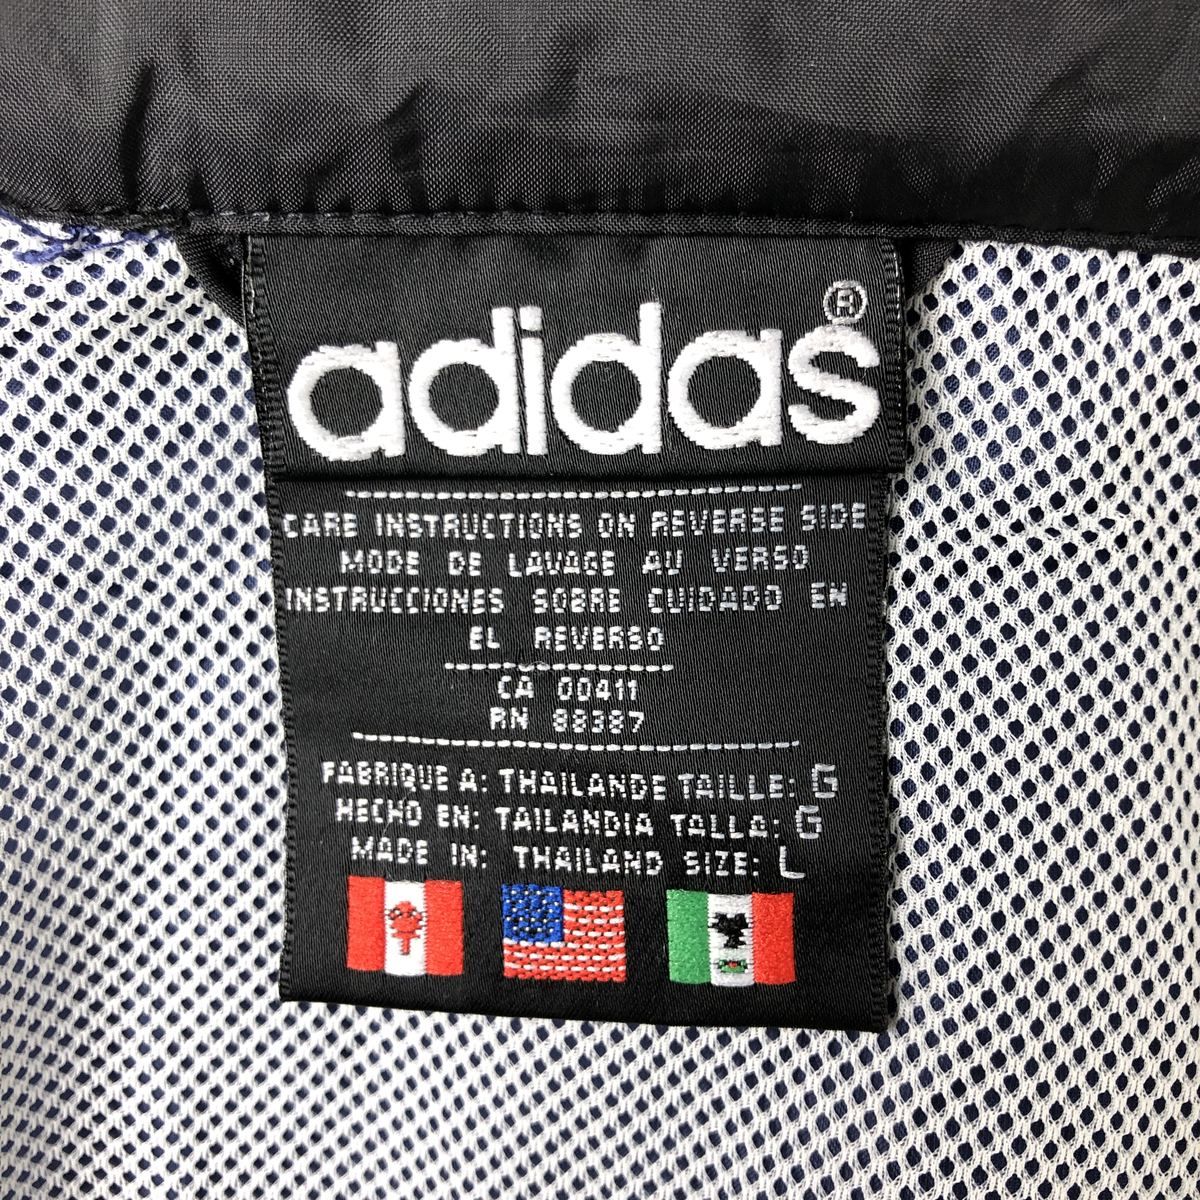 adidas®
CARE INSTRUCTIONS ON REVERSE SIDE
MODE DE LAVAGE AU VERSO
INSTRUCCIONES SOBRE CUIDADO EN
EL REVERSO
CA 00411
RN 88387
FABRIQUE A: THAILANDE TAILLE: G
HECHO EN: TAILANDIA TALLA: G
MADE IN: THAILAND SIZE: L